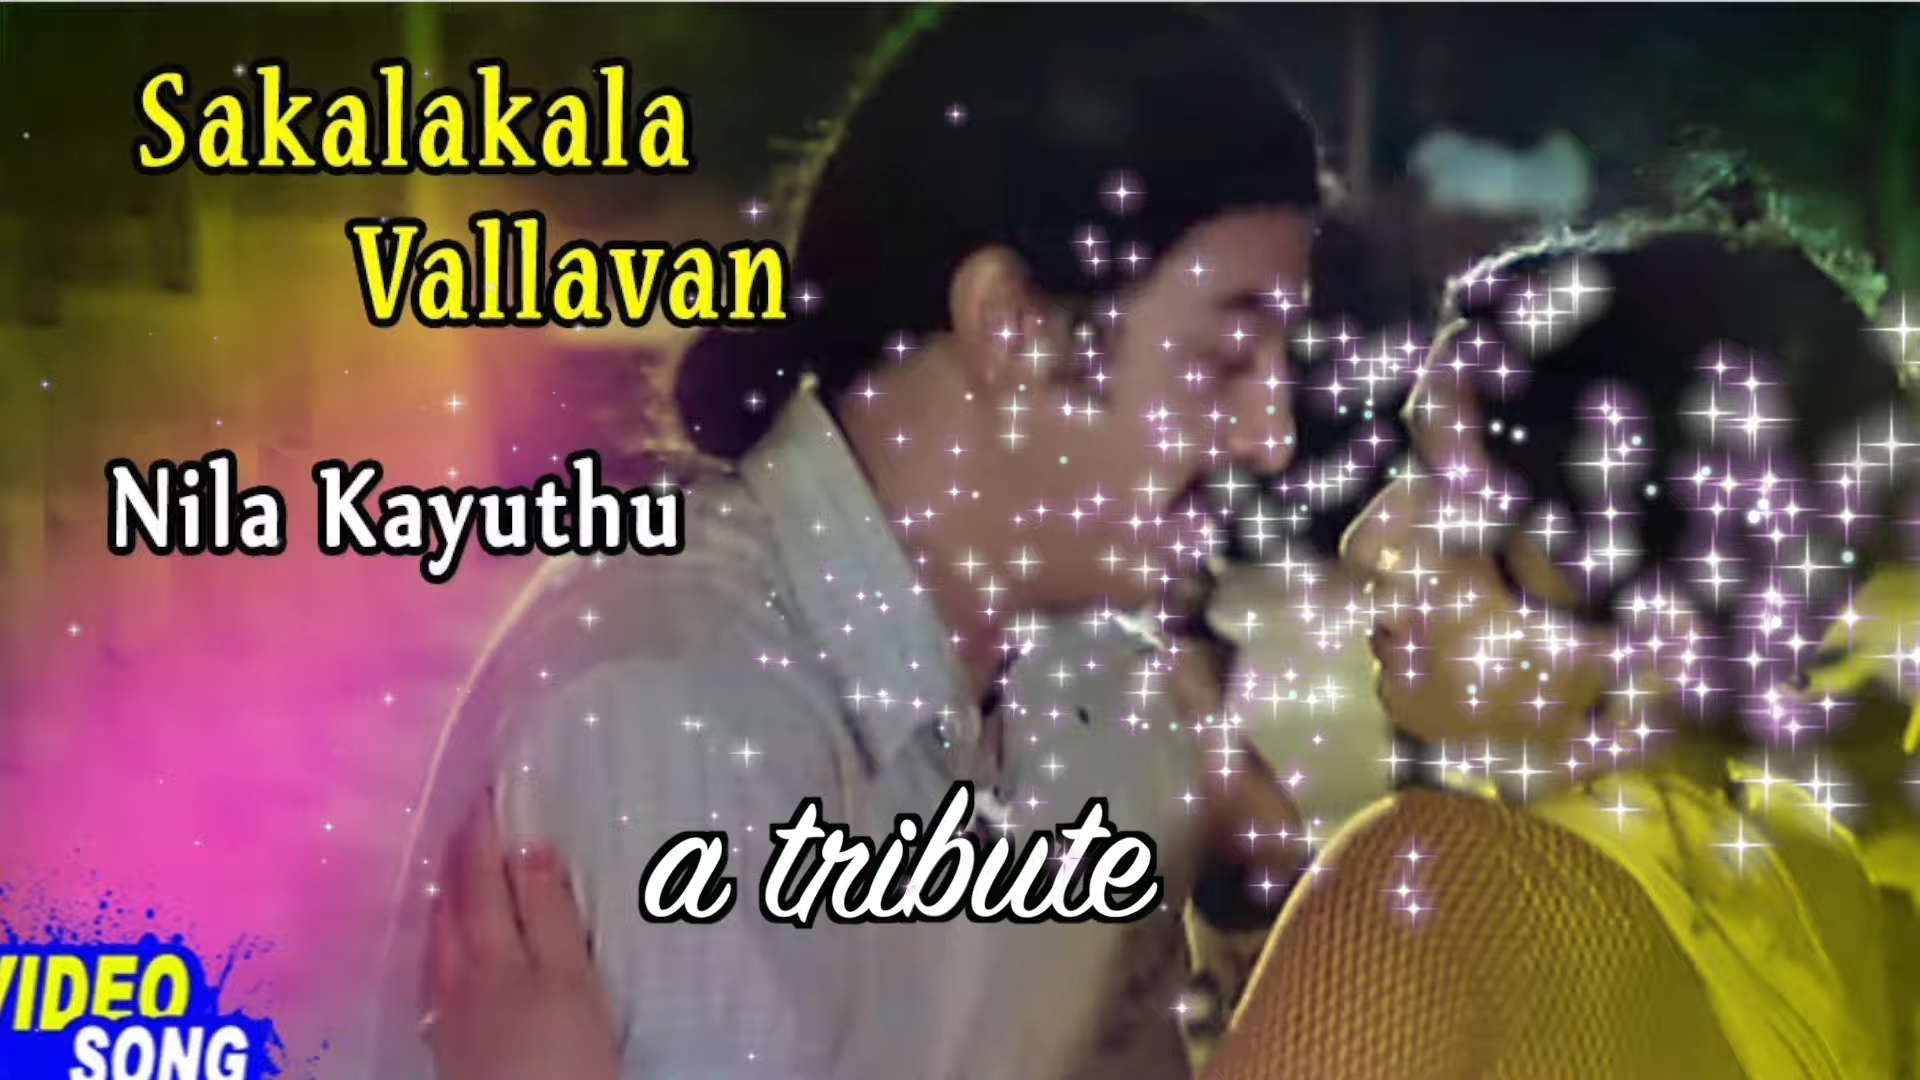 Sakalakala
Vallavan
Nila Kayuthu
a tribute
VIDEO
SONG